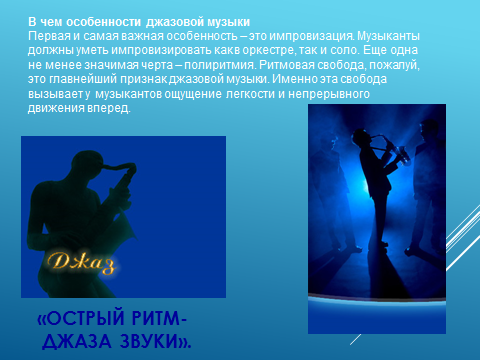 В чем особенности джазовой музыки
Первая и самая важная особенность – это импровизация. Музыканты
должны уметь импровизировать как в оркестре, так и соло. Еще одна
не менее значимая черта – полиритмия. Ритмовая свобода, пожалуй,
это главнейший признак джазовой музыки. Именно эта свобода
вызывает у музыкантов ощущение легкости и непрерывного
движения вперед.
Джаз
«ОСТРЫЙ РИТМ-
ДЖАЗА ЗВУКИ».